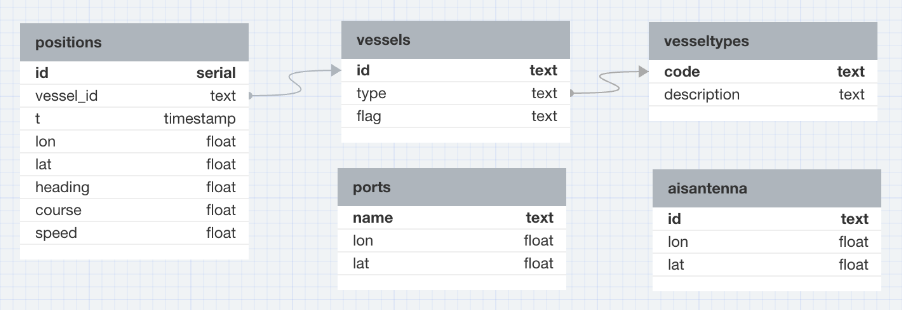 positions
id serial
vessel_id text
t timestamp
lon float
lat float
heading float
course float
speed float
vessels
id text
type text
flag text
vesseltypes
code text
description text
ports
name text
lon float
lat float
aisantenna
id text
lon float
lat float